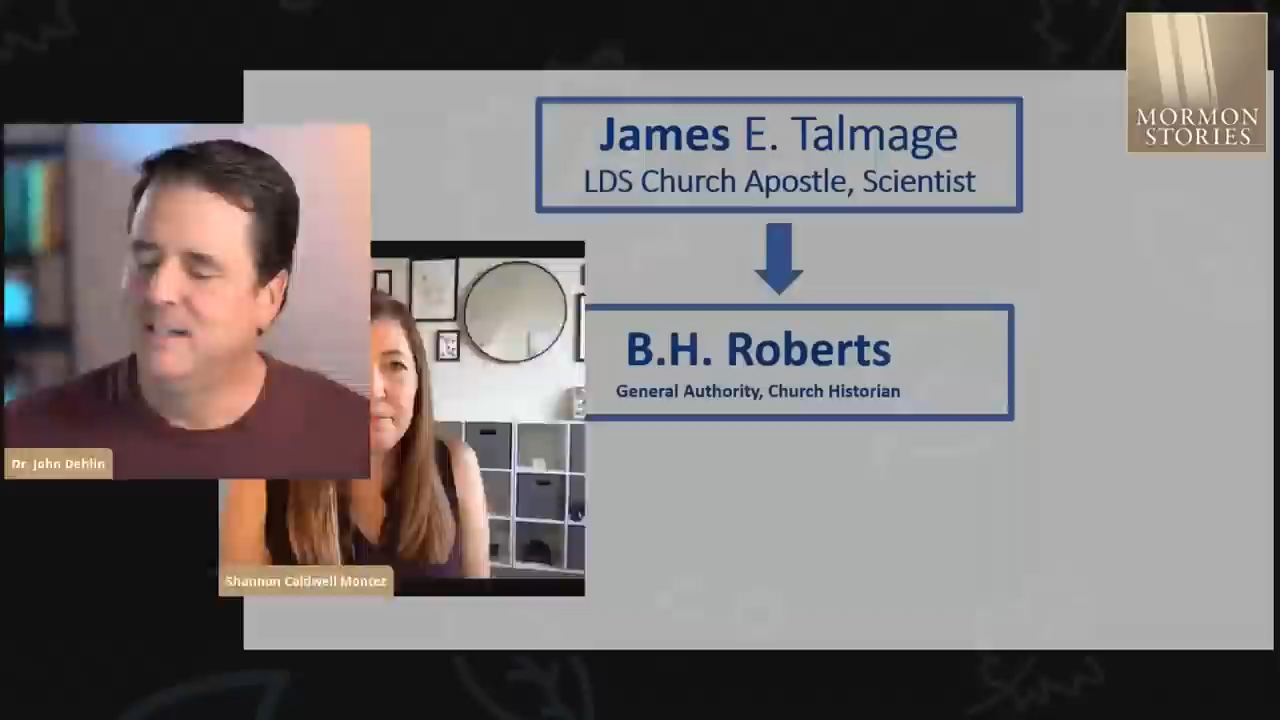 MORMON
STORIES
James E. Talmage
LDS Church Apostle, Scientist
B.H. Roberts
General Authority, Church Historian
Dr. John Dehlin
Shannon Caldwell Montez